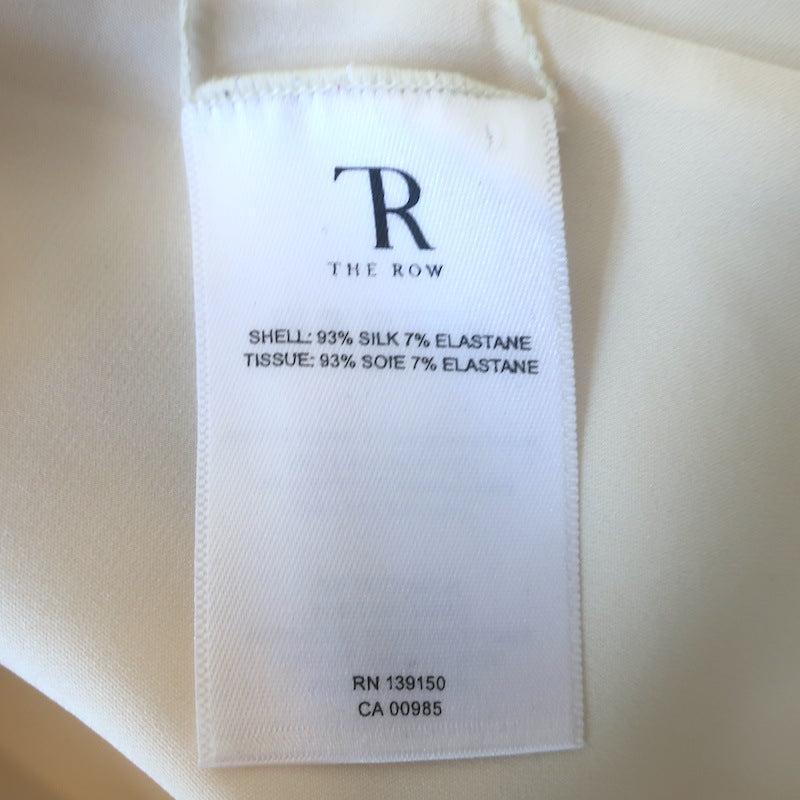 TR
THE ROW
SHELL: 93% SILK 7% ELASTANE
TISSUE: 93% SOIE 7% ELASTANE
RN 139150
CA 00985